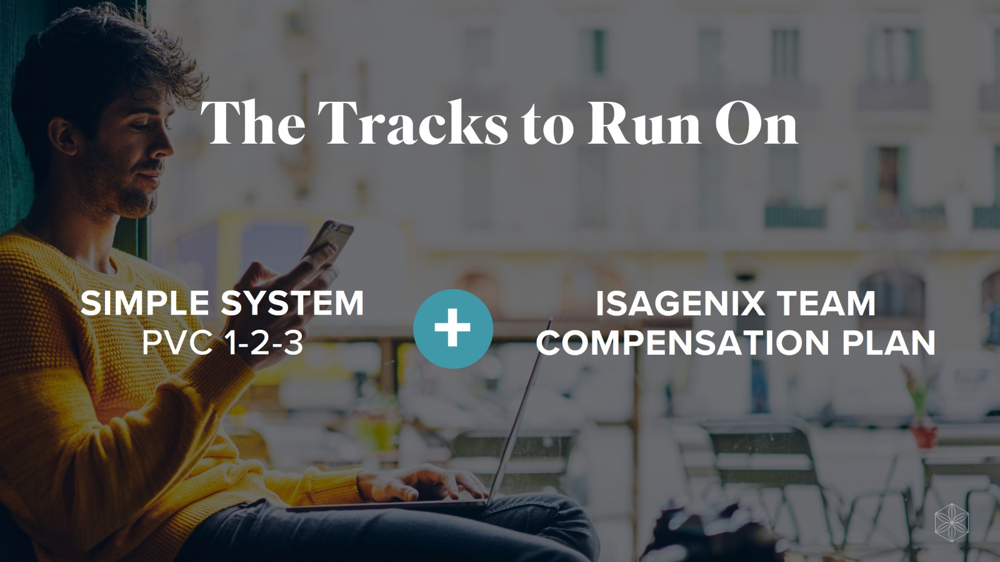 The Tracks to Run On
SIMPLE SYSTEM
PVC 1-2-3
+
ISAGENIX TEAM
COMPENSATION PLAN